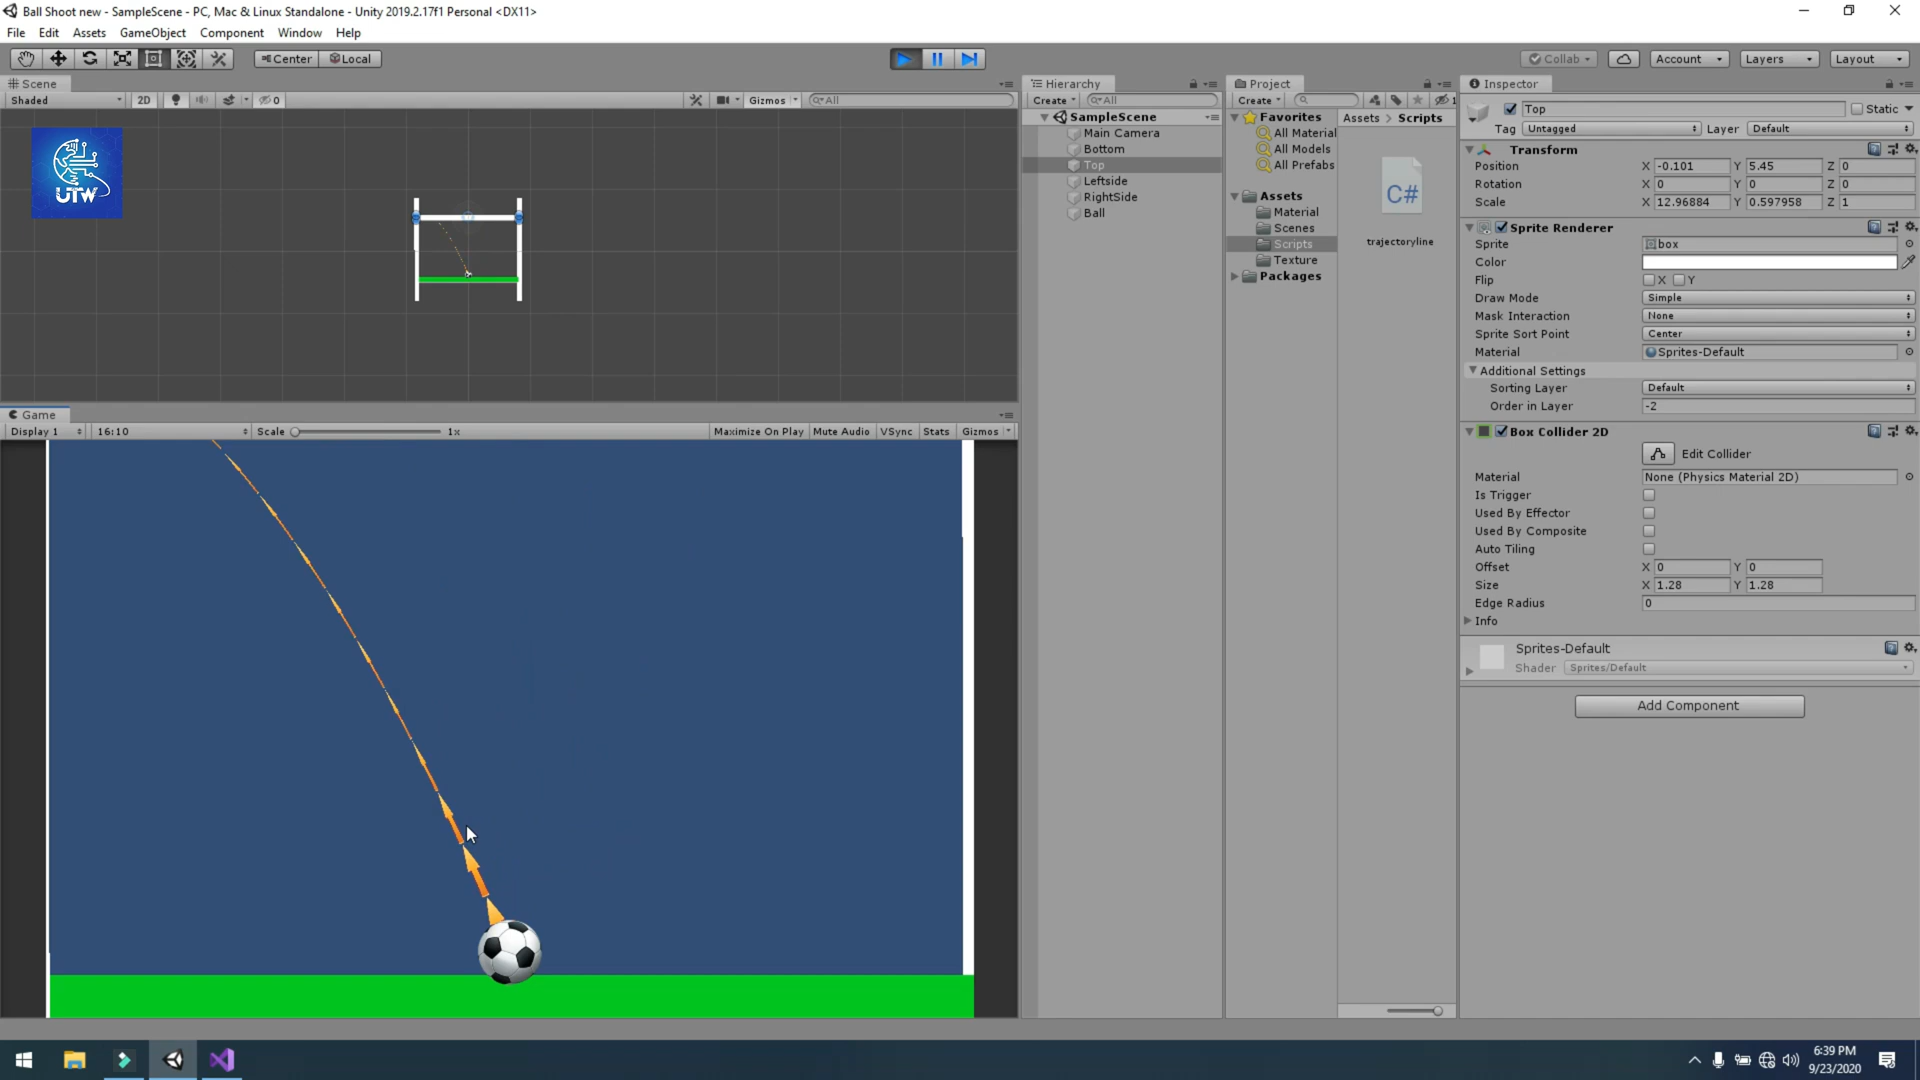 Ball Shoot new - SampleScene - PC, Mac & Linux Standalone - Unity 2019.2.17f1 Personal <DX11>
File Edit Assets GameObject Component Window Help
Center Local
Collab Account Layers Layout
Scene
Shaded 2D 0 Gizmos All
UTW
Game
Display 1 16:10 Scale 1x Maximize On Play Mute Audio VSync Stats Gizmos
Hierarchy
Create All
SampleScene
Main Camera
Bottom
Top
Leftside
RightSide
Ball
Project
Create 1
Favorites
All Material
All Models
All Prefabs
Assets
Material
Scenes
Scripts
Texture
Packages
Assets > Scripts
C#
trajectoryline
Inspector
Top Static
Tag Untagged Layer Default
Transform
Position X -0.101 Y 5.45 Z 0
Rotation X 0 Y 0 Z 0
Scale X 12.96884 Y 0.597958 Z 1
Sprite Renderer
Sprite box
Color
Flip X Y
Draw Mode Simple
Mask Interaction None
Sprite Sort Point Center
Material Sprites-Default
Additional Settings
Sorting Layer Default
Order in Layer -2
Box Collider 2D
Edit Collider
Material None (Physics Material 2D)
Is Trigger
Used By Effector
Used By Composite
Auto Tiling
Offset X 0 Y 0
Size X 1.28 Y 1.28
Edge Radius 0
Info
Sprites-Default
Shader Sprites/Default
Add Component
6:39 PM
9/23/2020